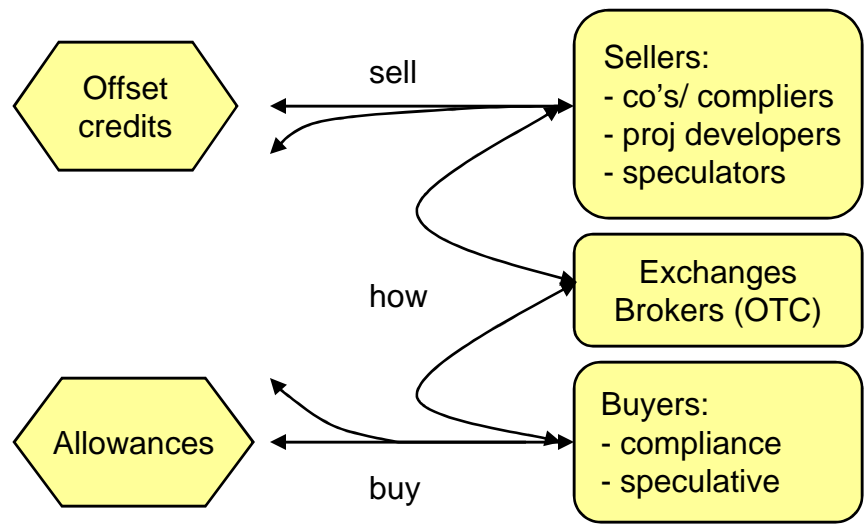 Offset
credits
sell
Sellers:
- co's/ compliers
- proj developers
- speculators
how
Exchanges
Brokers (OTC)
Allowances
buy
Buyers:
- compliance
- speculative